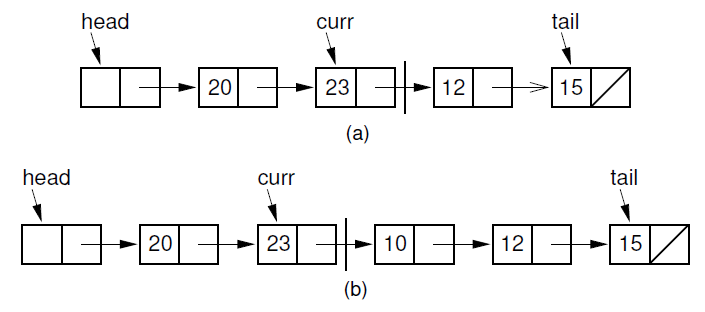 head curr tail
20 23 12 15
(a)
head curr tail
20 23 10 12 15
(b)